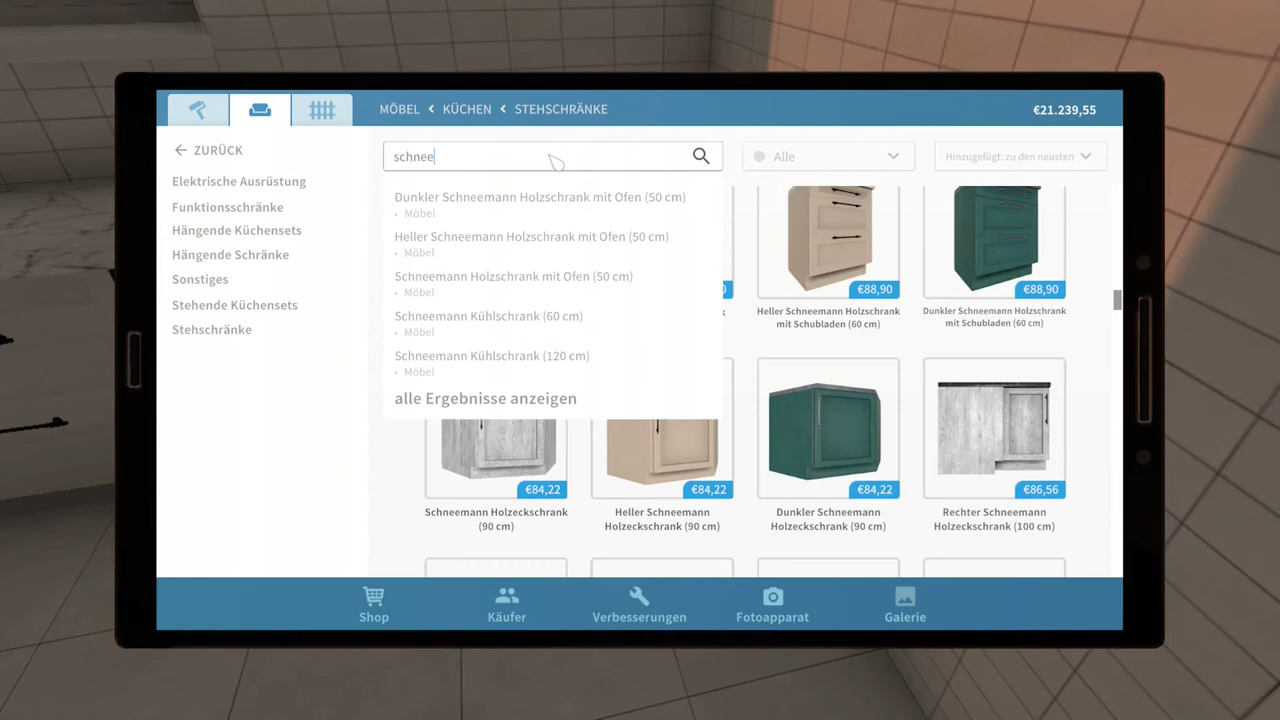 MÖBEL < KÜCHEN < STEHSCHRÄNKE
€21.239,55
← ZURÜCK
Elektrische Ausrüstung
Funktionsschränke
Hängende Küchensets
Hängende Schränke
Sonstiges
Stehende Küchensets
Stehschränke
schnee
Alle
Hinzugefügt: zu den neusten
Dunkler Schneemann Holzschrank mit Ofen (50 cm)
• Möbel
Heller Schneemann Holzschrank mit Ofen (50 cm)
• Möbel
Schneemann Holzschrank mit Ofen (50 cm)
• Möbel
Schneemann Kühlschrank (60 cm)
• Möbel
Schneemann Kühlschrank (120 cm)
• Möbel
alle Ergebnisse anzeigen
€88,90
Heller Schneemann Holzschrank
mit Schubladen (60 cm)
€88,90
Dunkler Schneemann Holzschrank
mit Schubladen (60 cm)
€84,22
Schneemann Holzeckschrank
(90 cm)
€84,22
Heller Schneemann
Holzeckschrank (90 cm)
€84,22
Dunkler Schneemann
Holzeckschrank (90 cm)
€86,56
Rechter Schneemann
Holzeckschrank (100 cm)
Shop
Käufer
Verbesserungen
Fotoapparat
Galerie